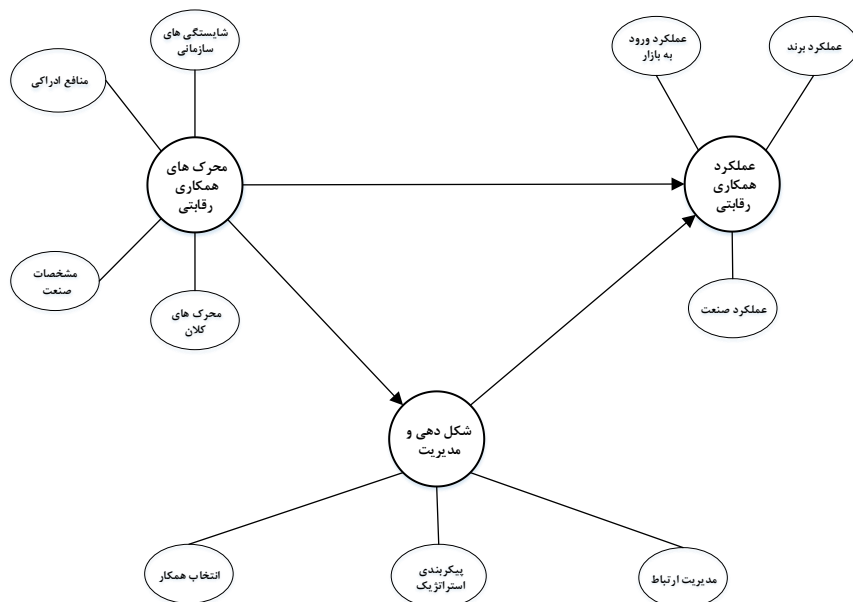 شایستگی های
سازمانی
منافع ادراکی
محرک های
همکاری
رقابتی
مشخصات
صنعت
محرک های
کلان
عملکرد ورود
به بازار
عملکرد برند
عملکرد
همکاری
رقابتی
عملکرد صنعت
شکل دهی و
مدیریت
انتخاب همکار
پیکربندی
استراتژیک
مدیریت ارتباط